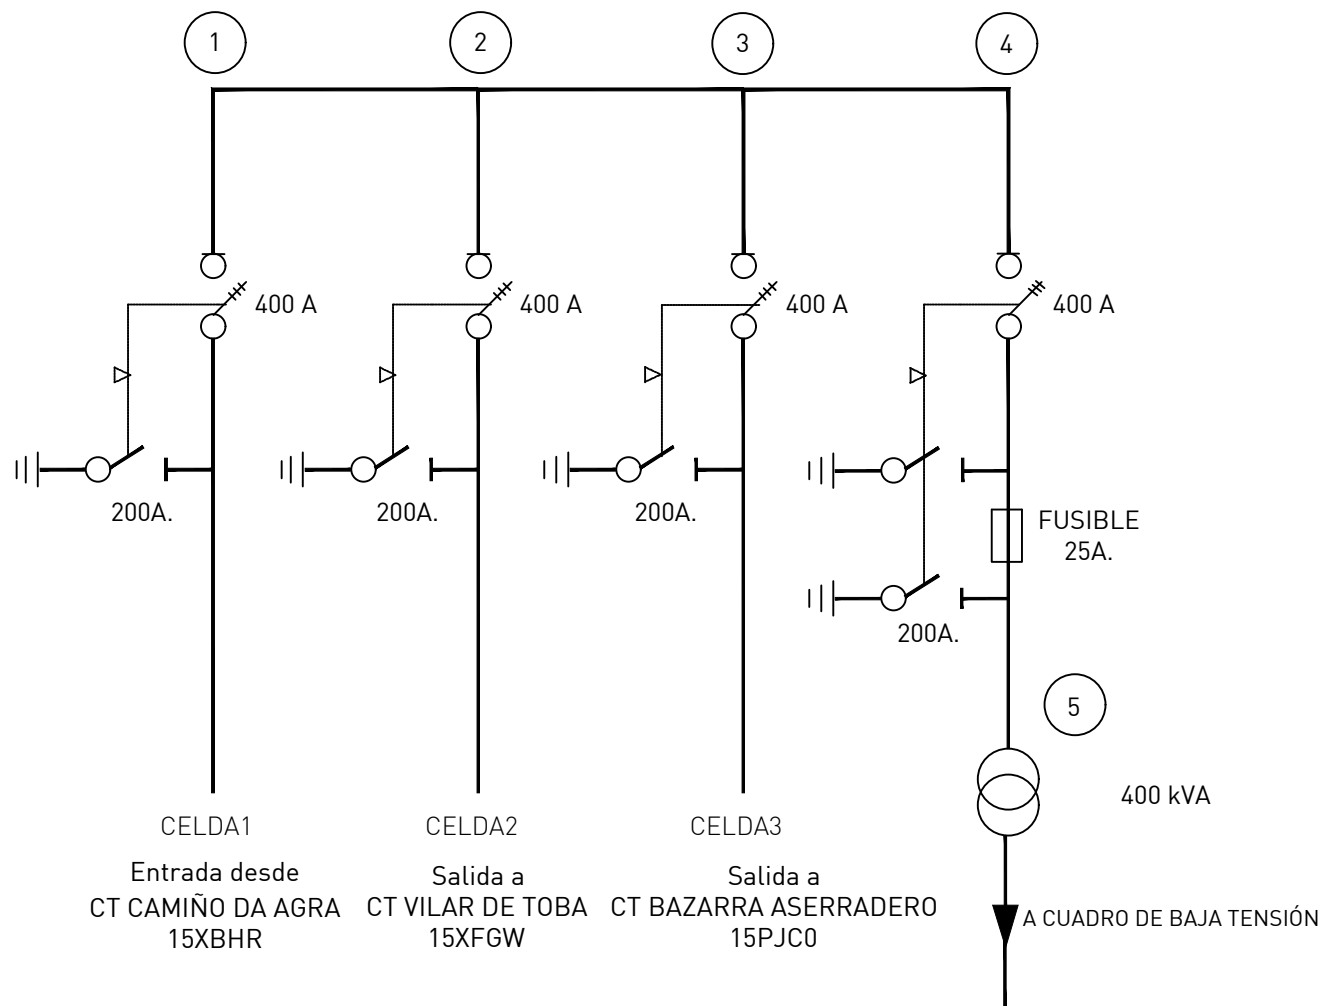 1
2
3
4
400 A
400 A
400 A
400 A
200A.
200A.
200A.
FUSIBLE
25A.
200A.
5
400 kVA
CELDA1
Entrada desde
CT CAMIÑO DA AGRA
15XBHR
CELDA2
Salida a
CT VILAR DE TOBA
15XFGW
CELDA3
Salida a
CT BAZARRA ASERRADERO
15PJC0
A CUADRO DE BAJA TENSIÓN